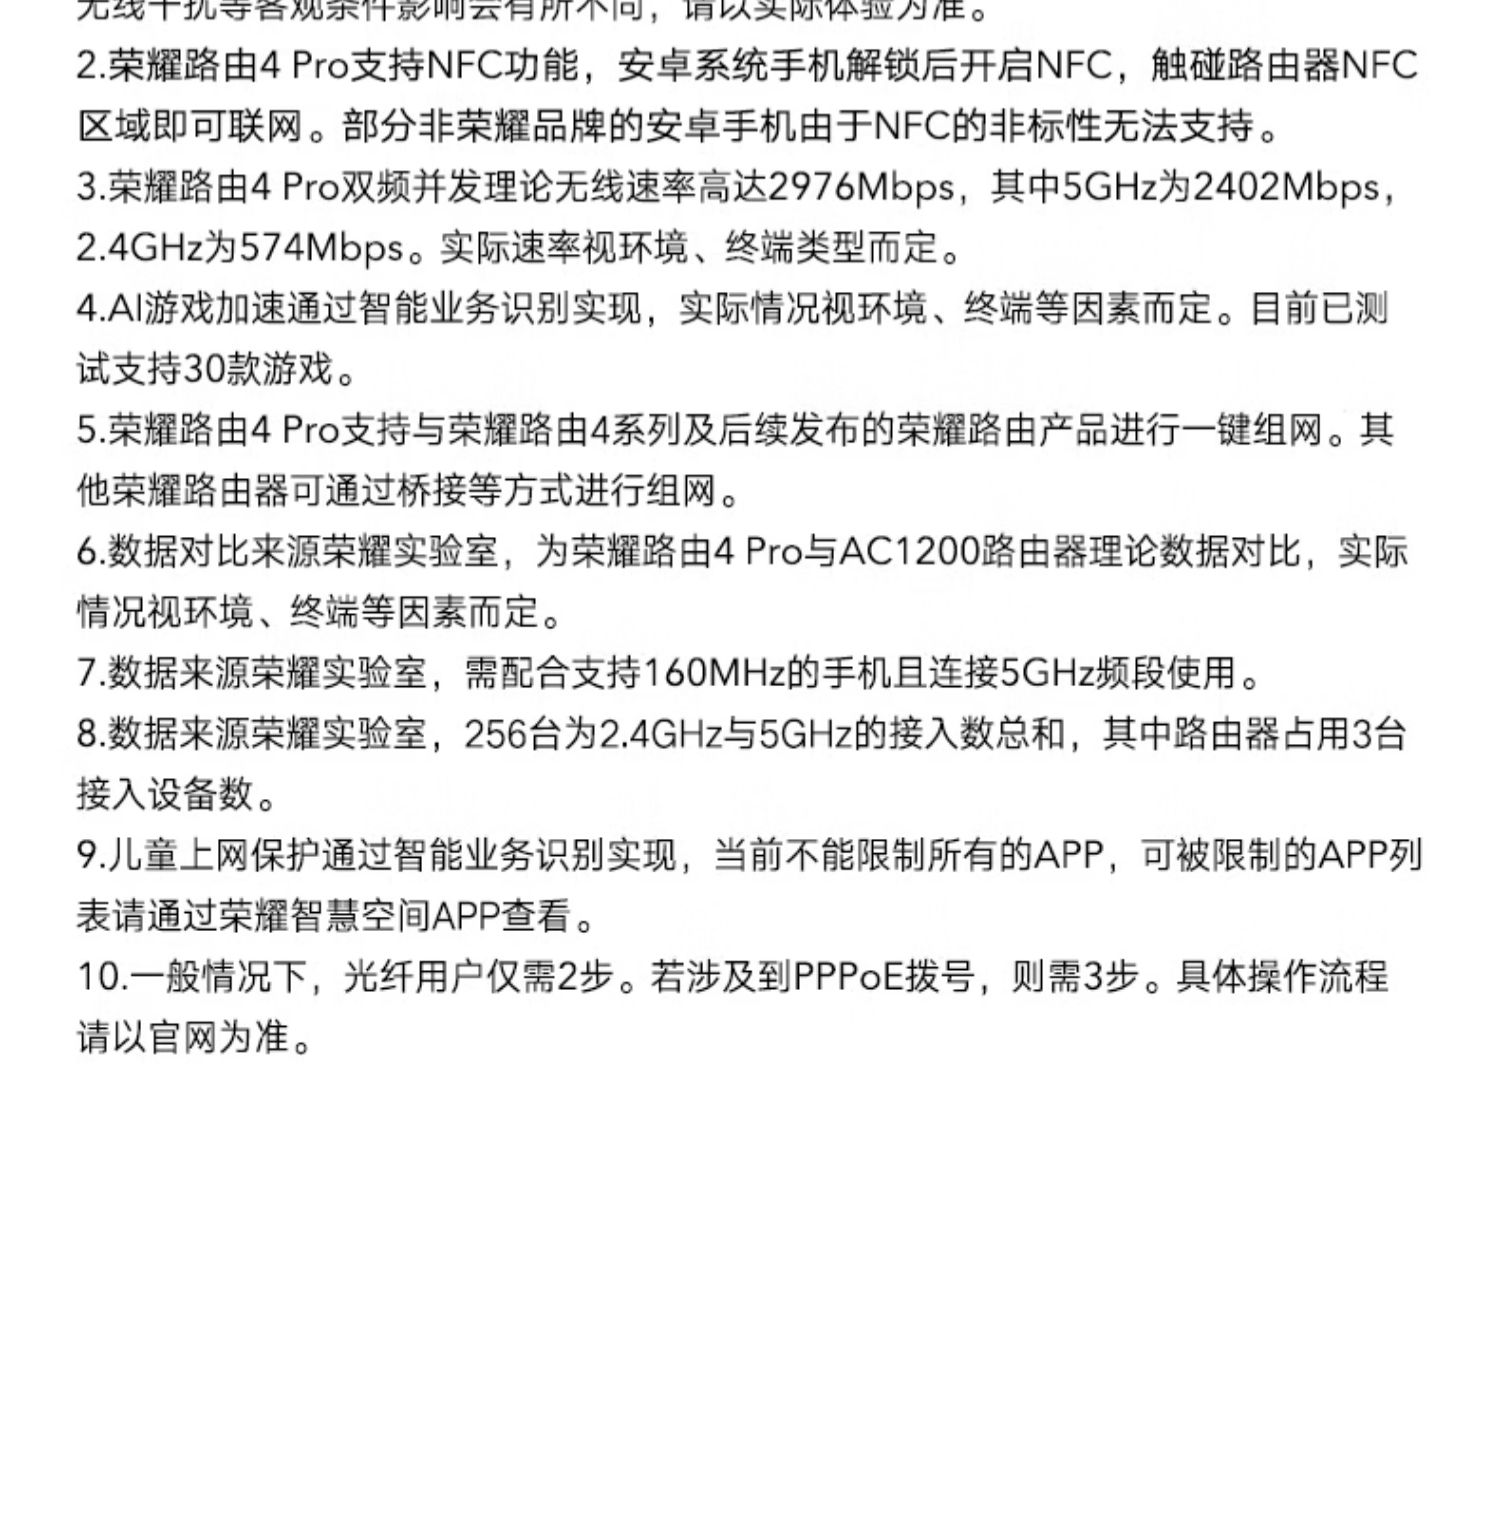 无线干扰等客观条件影响会有所不同，请以实际体验为准。
2.荣耀路由4 Pro支持NFC功能，安卓系统手机解锁后开启NFC，触碰路由器NFC
区域即可联网。部分非荣耀品牌的安卓手机由于NFC的非标性无法支持。
3.荣耀路由4 Pro双频并发理论无线速率高达2976Mbps，其中5GHz为2402Mbps，
2.4GHz为574Mbps。实际速率视环境、终端类型而定。
4.AI游戏加速通过智能业务识别实现，实际情况视环境、终端等因素而定。目前已测
试支持30款游戏。
5.荣耀路由4 Pro支持与荣耀路由4系列及后续发布的荣耀路由产品进行一键组网。其
他荣耀路由器可通过桥接等方式进行组网。
6.数据对比来源荣耀实验室，为荣耀路由4 Pro与AC1200路由器理论数据对比，实际
情况视环境、终端等因素而定。
7.数据来源荣耀实验室，需配合支持160MHz的手机且连接5GHz频段使用。
8.数据来源荣耀实验室，256台为2.4GHz与5GHz的接入数总和，其中路由器占用3台
接入设备数。
9.儿童上网保护通过智能业务识别实现，当前不能限制所有的APP，可被限制的APP列
表请通过荣耀智慧空间APP查看。
10.一般情况下，光纤用户仅需2步。若涉及到PPPoE拨号，则需3步。具体操作流程
请以官网为准。